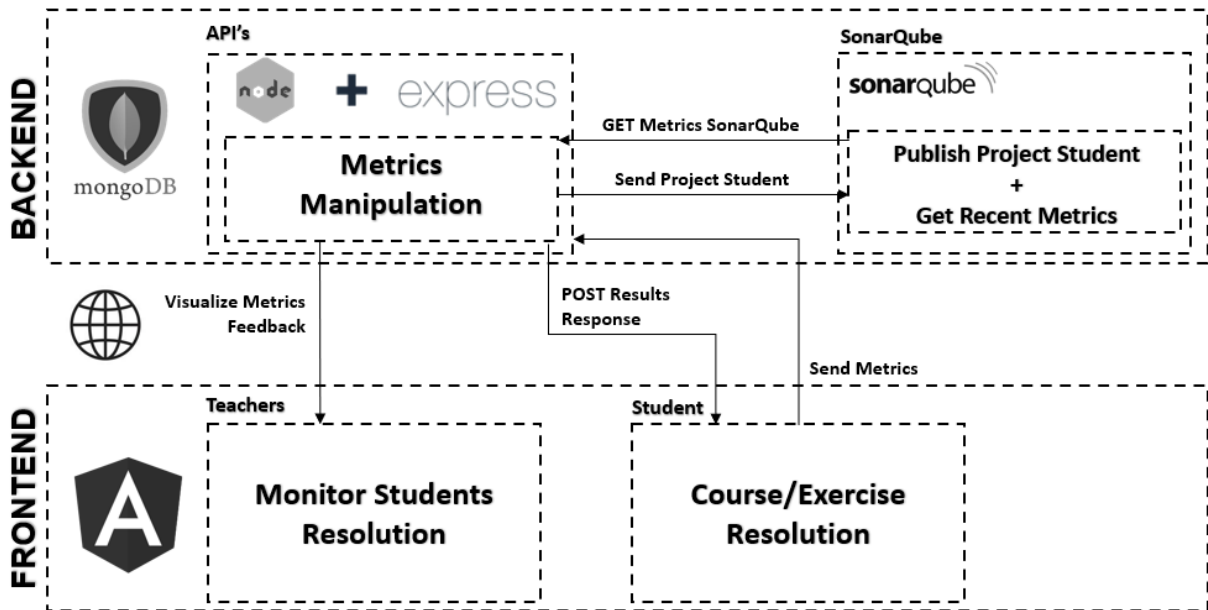 BACKEND
mongoDB
API's
node
express
Metrics
Manipulation
GET Metrics SonarQube
Send Project Student
SonarQube
sonarqube
Publish Project Student
+
Get Recent Metrics
Visualize Metrics
Feedback
POST Results
Response
Send Metrics
FRONTEND
A
Teachers
Monitor Students
Resolution
Student
Course/Exercise
Resolution